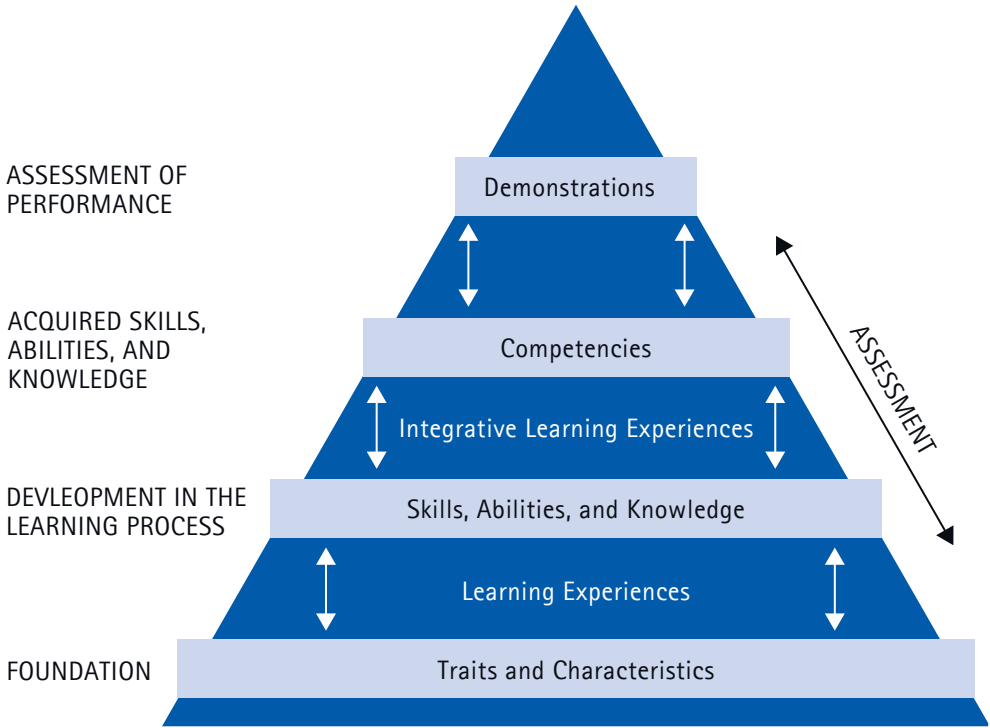 ASSESSMENT OF
PERFORMANCE
Demonstrations
ACQUIRED SKILLS,
ABILITIES, AND
KNOWLEDGE
Competencies
ASSESSMENT
Integrative Learning Experiences
DEVLEOPMENT IN THE
LEARNING PROCESS
Skills, Abilities, and Knowledge
Learning Experiences
FOUNDATION
Traits and Characteristics